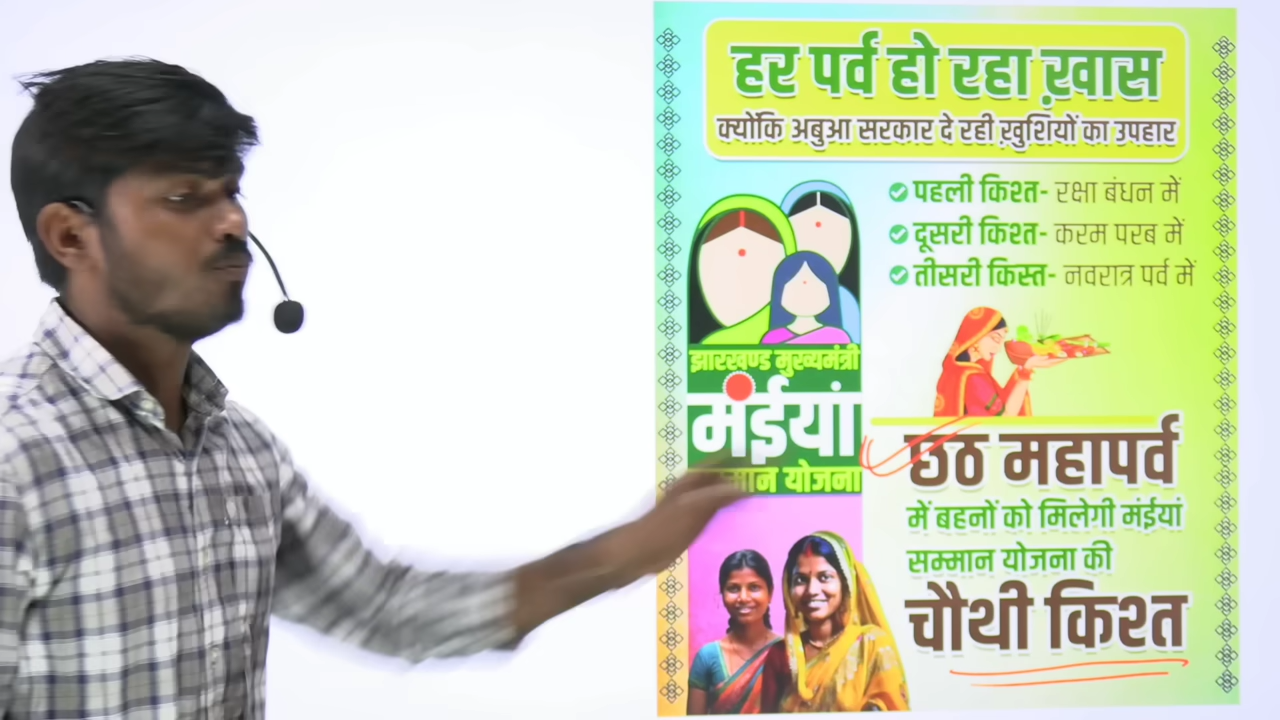 हर पर्व हो रहा ख़ास
क्योंकि अबुआ सरकार दे रही ख़ुशियों का उपहार
पहली किश्त- रक्षा बंधन में
दूसरी किश्त- करम परब में
तीसरी किस्त- नवरात्र पर्व में
झारखण्ड मुख्यमंत्री
मंईयां
योजना
छठ महापर्व
में बहनों को मिलेगी मंईयां
सम्मान योजना की
चौथी किश्त